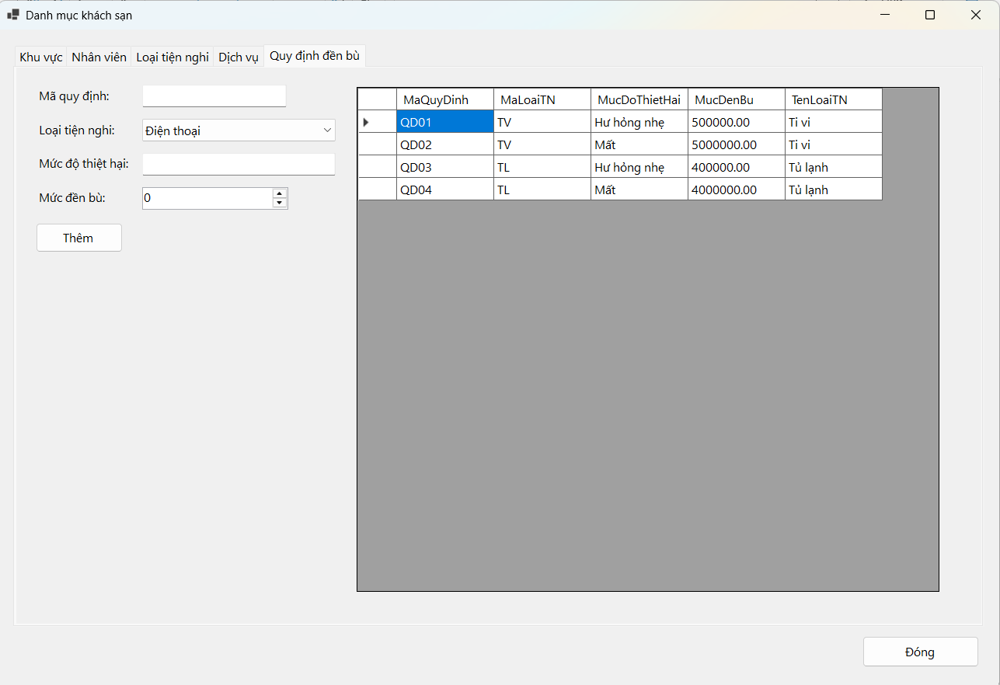 Danh mục khách sạn
Khu vực Nhân viên Loại tiện nghi Dịch vụ Quy định đền bù
Mã quy định:
Loại tiện nghi: Điện thoại
Mức độ thiệt hại:
Mức đền bù: 0
Thêm
MaQuyDinh MaLoaiTN MucDoThietHai MucDenBu TenLoaiTN
QD01 TV Hư hỏng nhẹ 500000.00 Ti vi
QD02 TV Mất 5000000.00 Ti vi
QD03 TL Hư hỏng nhẹ 400000.00 Tủ lạnh
QD04 TL Mất 4000000.00 Tủ lạnh
Đóng